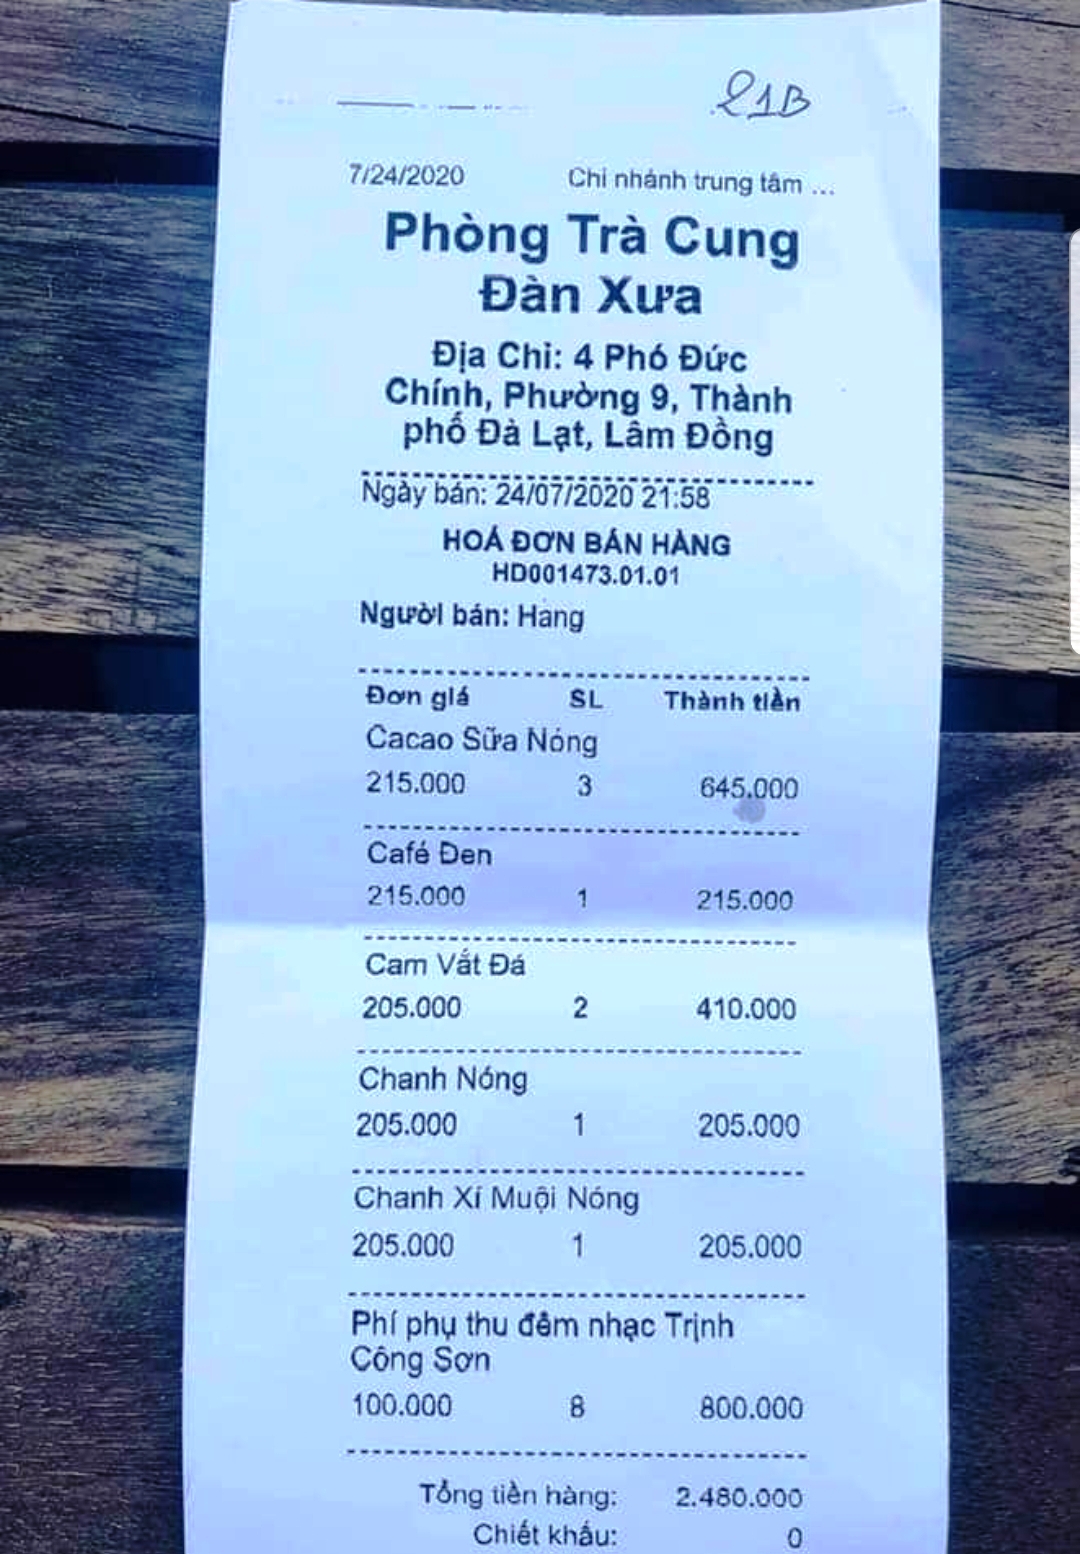 21B
7/24/2020 Chi nhánh trung tâm ...
Phòng Trà Cung
Đàn Xưa
Địa Chỉ: 4 Phó Đức
Chính, Phường 9, Thành
phố Đà Lạt, Lâm Đồng
Ngày bán: 24/07/2020 21:58
HOÁ ĐƠN BÁN HÀNG
HD001473.01.01
Người bán: Hàng
Đơn giá SL Thành tiền
Cacao Sữa Nóng
215.000 3 645.000
Café Đen
215.000 1 215.000
Cam Vắt Đá
205.000 2 410.000
Chanh Nóng
205.000 1 205.000
Chanh Xí Muội Nóng
205.000 1 205.000
Phí phụ thu đêm nhạc Trịnh
Công Sơn
100.000 8 800.000
Tổng tiền hàng: 2.480.000
Chiết khấu: 0